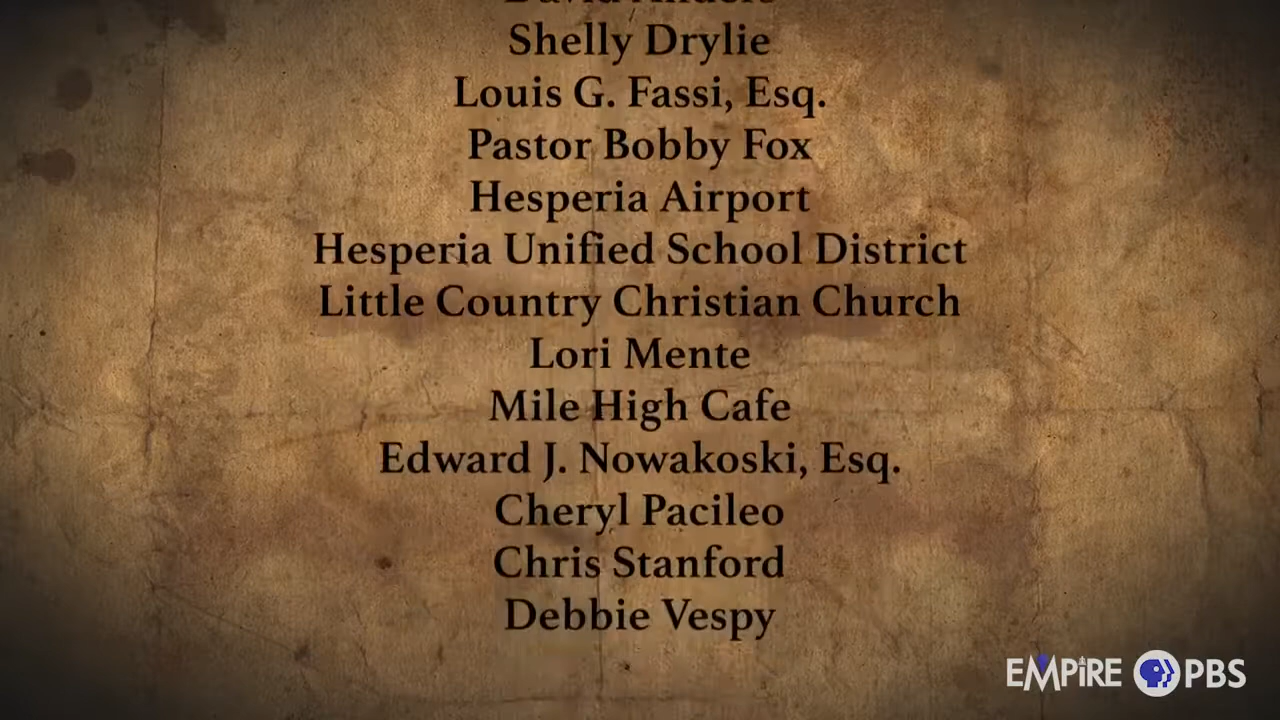 Shelly Drylie
Louis G. Fassi, Esq.
Pastor Bobby Fox
Hesperia Airport
Hesperia Unified School District
Little Country Christian Church
Lori Mente
Mile High Cafe
Edward J. Nowakoski, Esq.
Cheryl Pacileo
Chris Stanford
Debbie Vespy
EMPIRE PBS